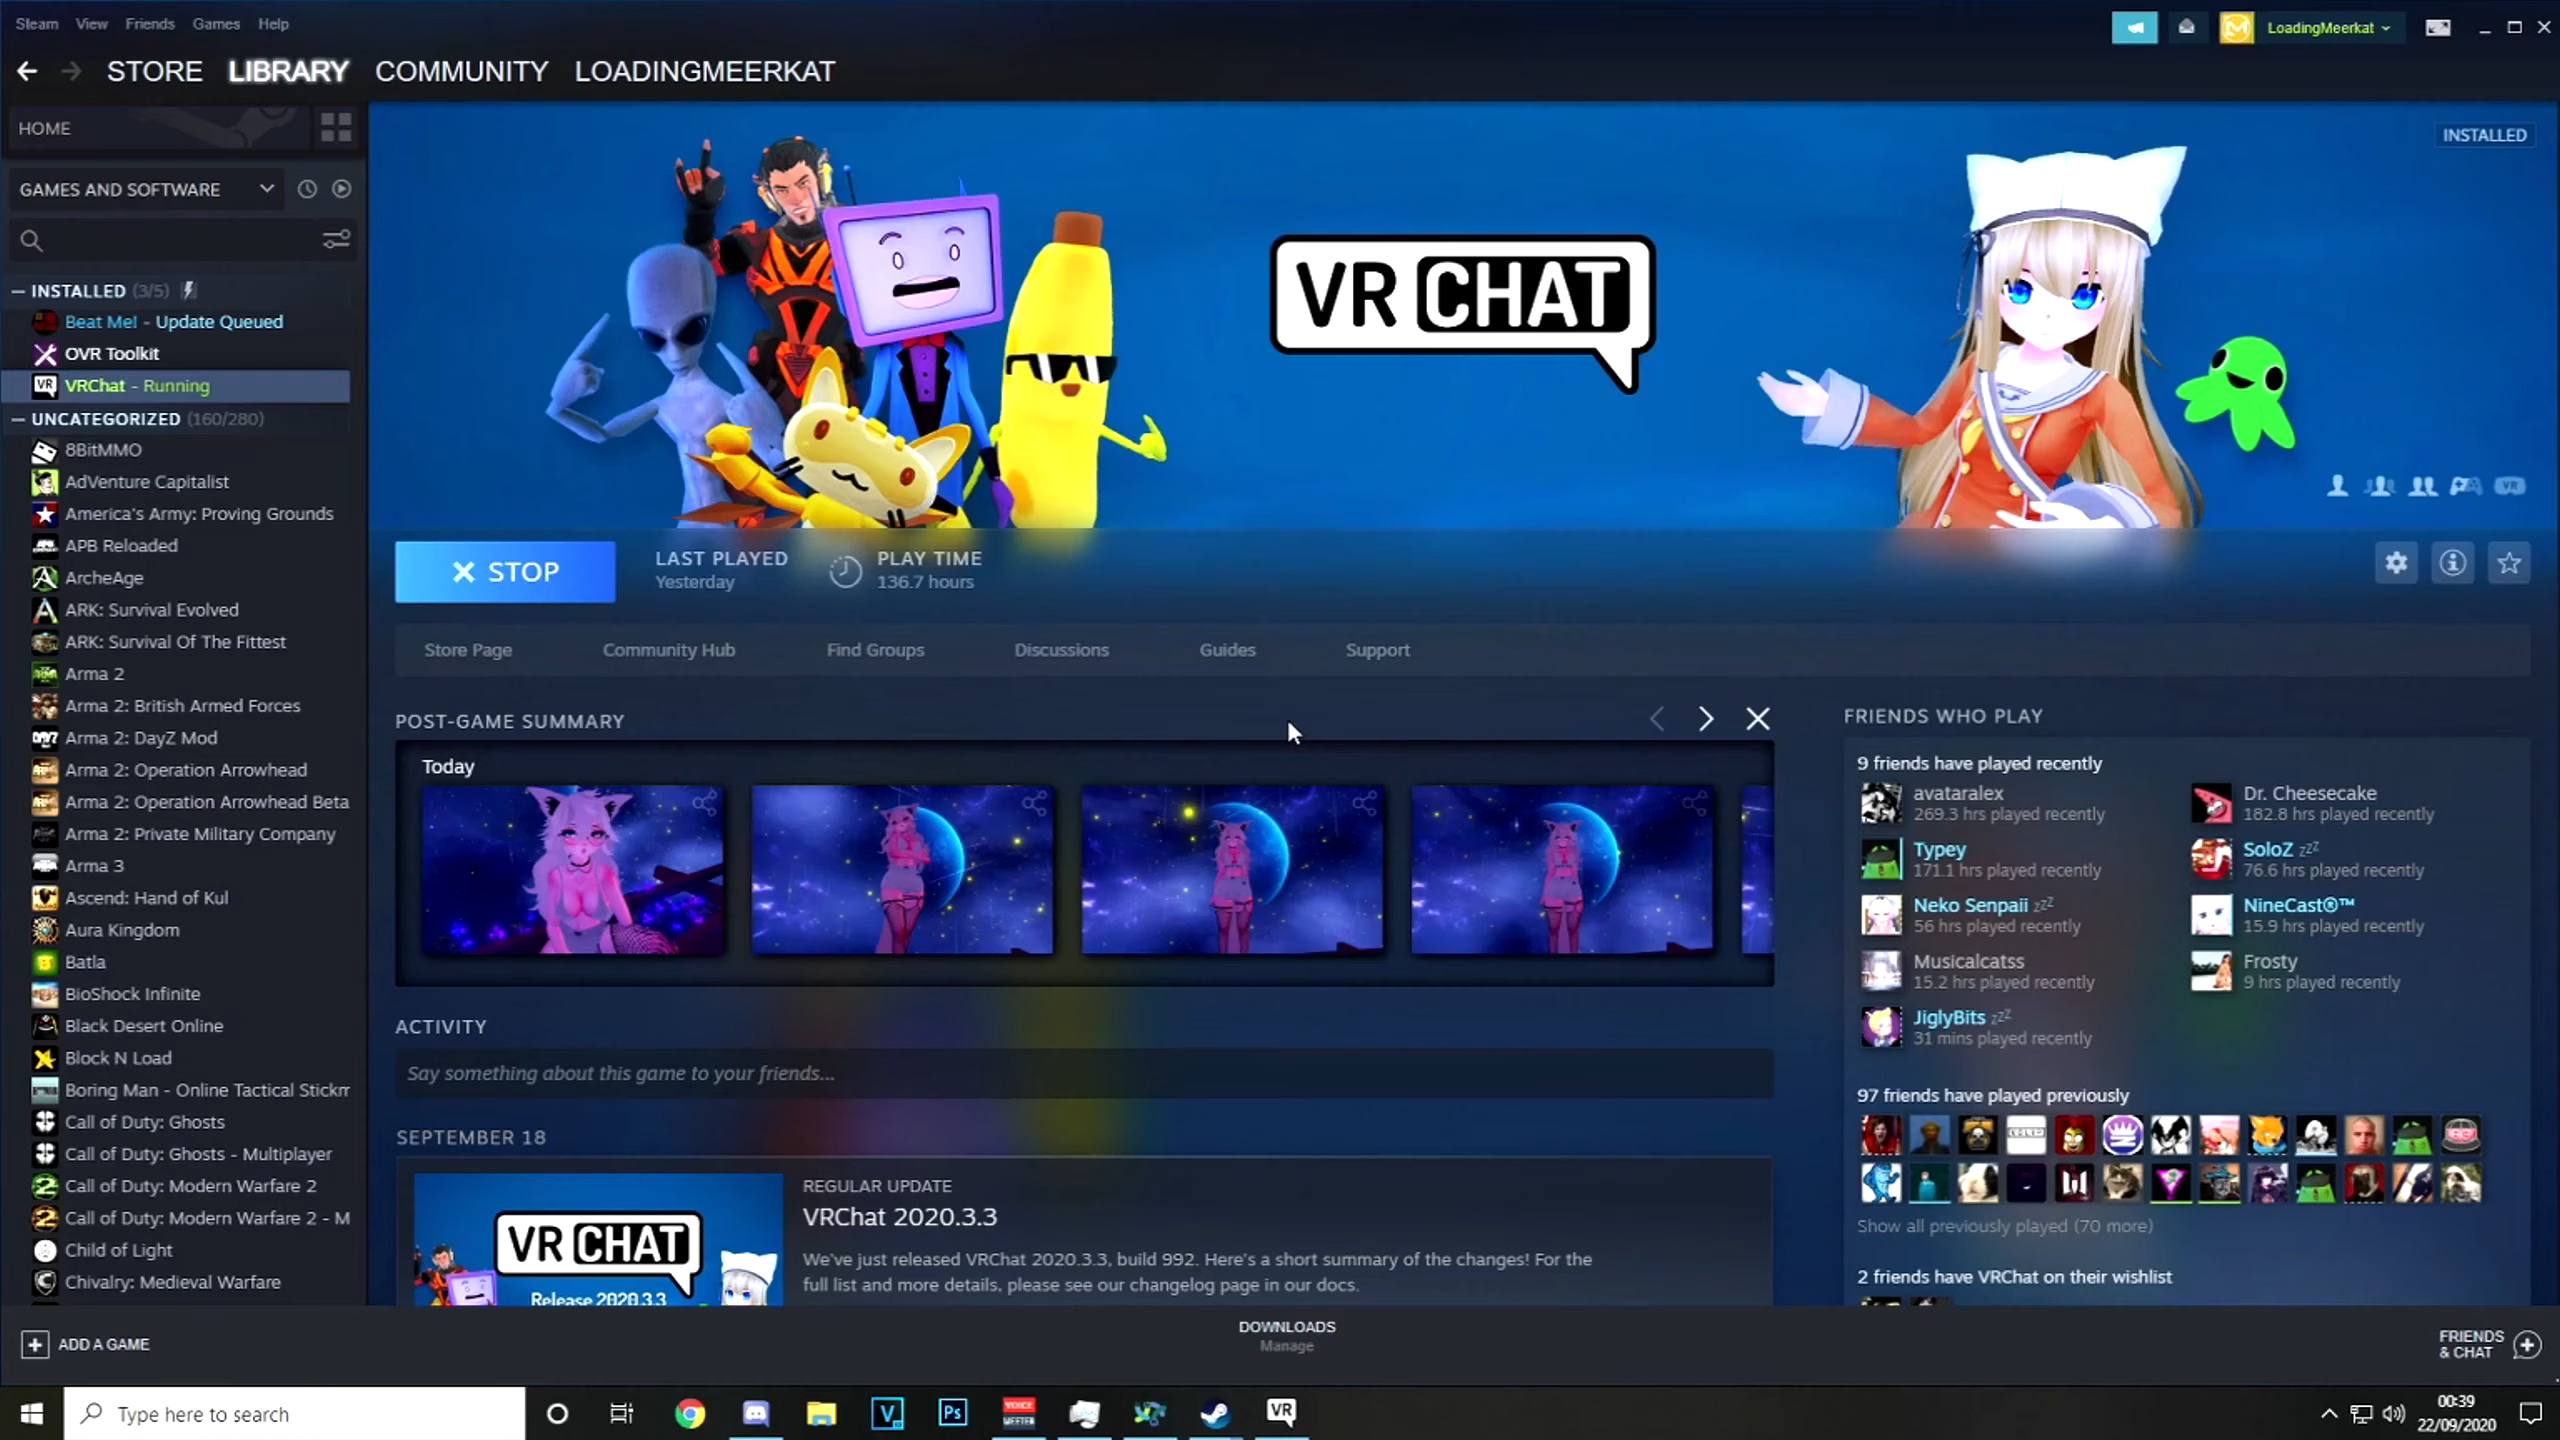 Steam View Friends Games Help
LoadingMeerkat
STORE LIBRARY COMMUNITY LOADINGMEERKAT
HOME
GAMES AND SOFTWARE
INSTALLED (3/5)
Beat Me! - Update Queued
OVR Toolkit
VR VRChat - Running
UNCATEGORIZED (160/280)
8BitMMO
AdVenture Capitalist
America's Army: Proving Grounds
APB Reloaded
ArcheAge
ARK: Survival Evolved
ARK: Survival Of The Fittest
Arma 2
Arma 2: British Armed Forces
Arma 2: DayZ Mod
Arma 2: Operation Arrowhead
Arma 2: Operation Arrowhead Beta
Arma 2: Private Military Company
Arma 3
Ascend: Hand of Kul
Aura Kingdom
Batla
BioShock Infinite
Black Desert Online
Block N Load
Boring Man - Online Tactical Stickm
Call of Duty: Ghosts
Call of Duty: Ghosts - Multiplayer
Call of Duty: Modern Warfare 2
Call of Duty: Modern Warfare 2 - M
Child of Light
Chivalry: Medieval Warfare
ADD A GAME
INSTALLED
VR CHAT
VR
STOP
LAST PLAYED
Yesterday
PLAY TIME
136.7 hours
Store Page Community Hub Find Groups Discussions Guides Support
POST-GAME SUMMARY
Today
ACTIVITY
Say something about this game to your friends...
SEPTEMBER 18
VR CHAT
Release 2020.3.3
REGULAR UPDATE
VRChat 2020.3.3
We've just released VRChat 2020.3.3, build 992. Here's a short summary of the changes! For the
full list and more details, please see our changelog page in our docs.
FRIENDS WHO PLAY
9 friends have played recently
avataralex
269.3 hrs played recently
Dr. Cheesecake
182.8 hrs played recently
Typey
171.1 hrs played recently
SoloZ zzz
76.6 hrs played recently
Neko Senpaii zzz
56 hrs played recently
NineCast®™
15.9 hrs played recently
Musicalcatss
15.2 hrs played recently
Frosty
9 hrs played recently
JiglyBits zzz
31 mins played recently
97 friends have played previously
Show all previously played (70 more)
2 friends have VRChat on their wishlist
DOWNLOADS
Manage
FRIENDS
& CHAT
Type here to search
V
Ps
VOICE
MEETER
VR
00:39
22/09/2020